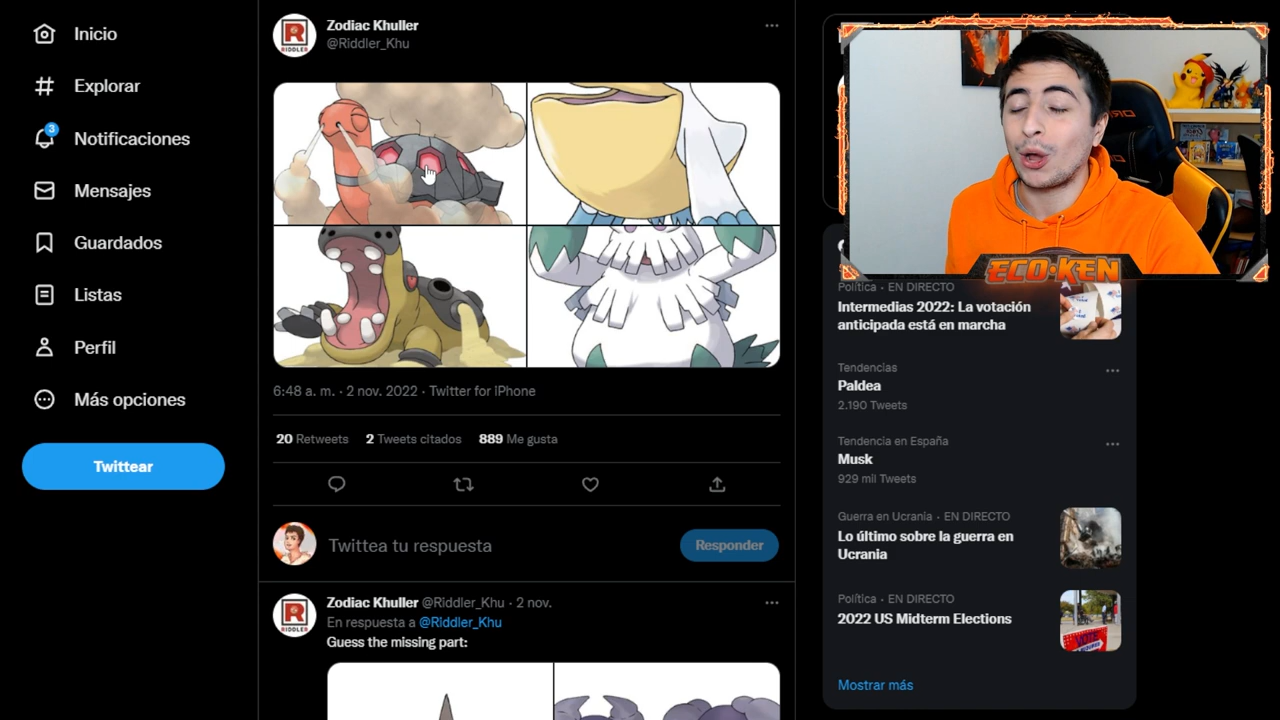 Inicio
Explorar
3
Notificaciones
Mensajes
Guardados
Listas
Perfil
Más opciones
Twittear
Zodiac Khuller
@Riddler_Khu
RIDDLER
6:48 a. m. · 2 nov. 2022 · Twitter for iPhone
20 Retweets 2 Tweets citados 889 Me gusta
Twittea tu respuesta
Responder
RIDDLER
Zodiac Khuller @Riddler_Khu · 2 nov.
En respuesta a @Riddler_Khu
Guess the missing part:
ECO·KEN
Política · EN DIRECTO
Intermedias 2022: La votación
anticipada está en marcha
Tendencias
Paldea
2.190 Tweets
Tendencia en España
Musk
929 mil Tweets
Guerra en Ucrania · EN DIRECTO
Lo último sobre la guerra en
Ucrania
Política · EN DIRECTO
2022 US Midterm Elections
VOTE
Mostrar más